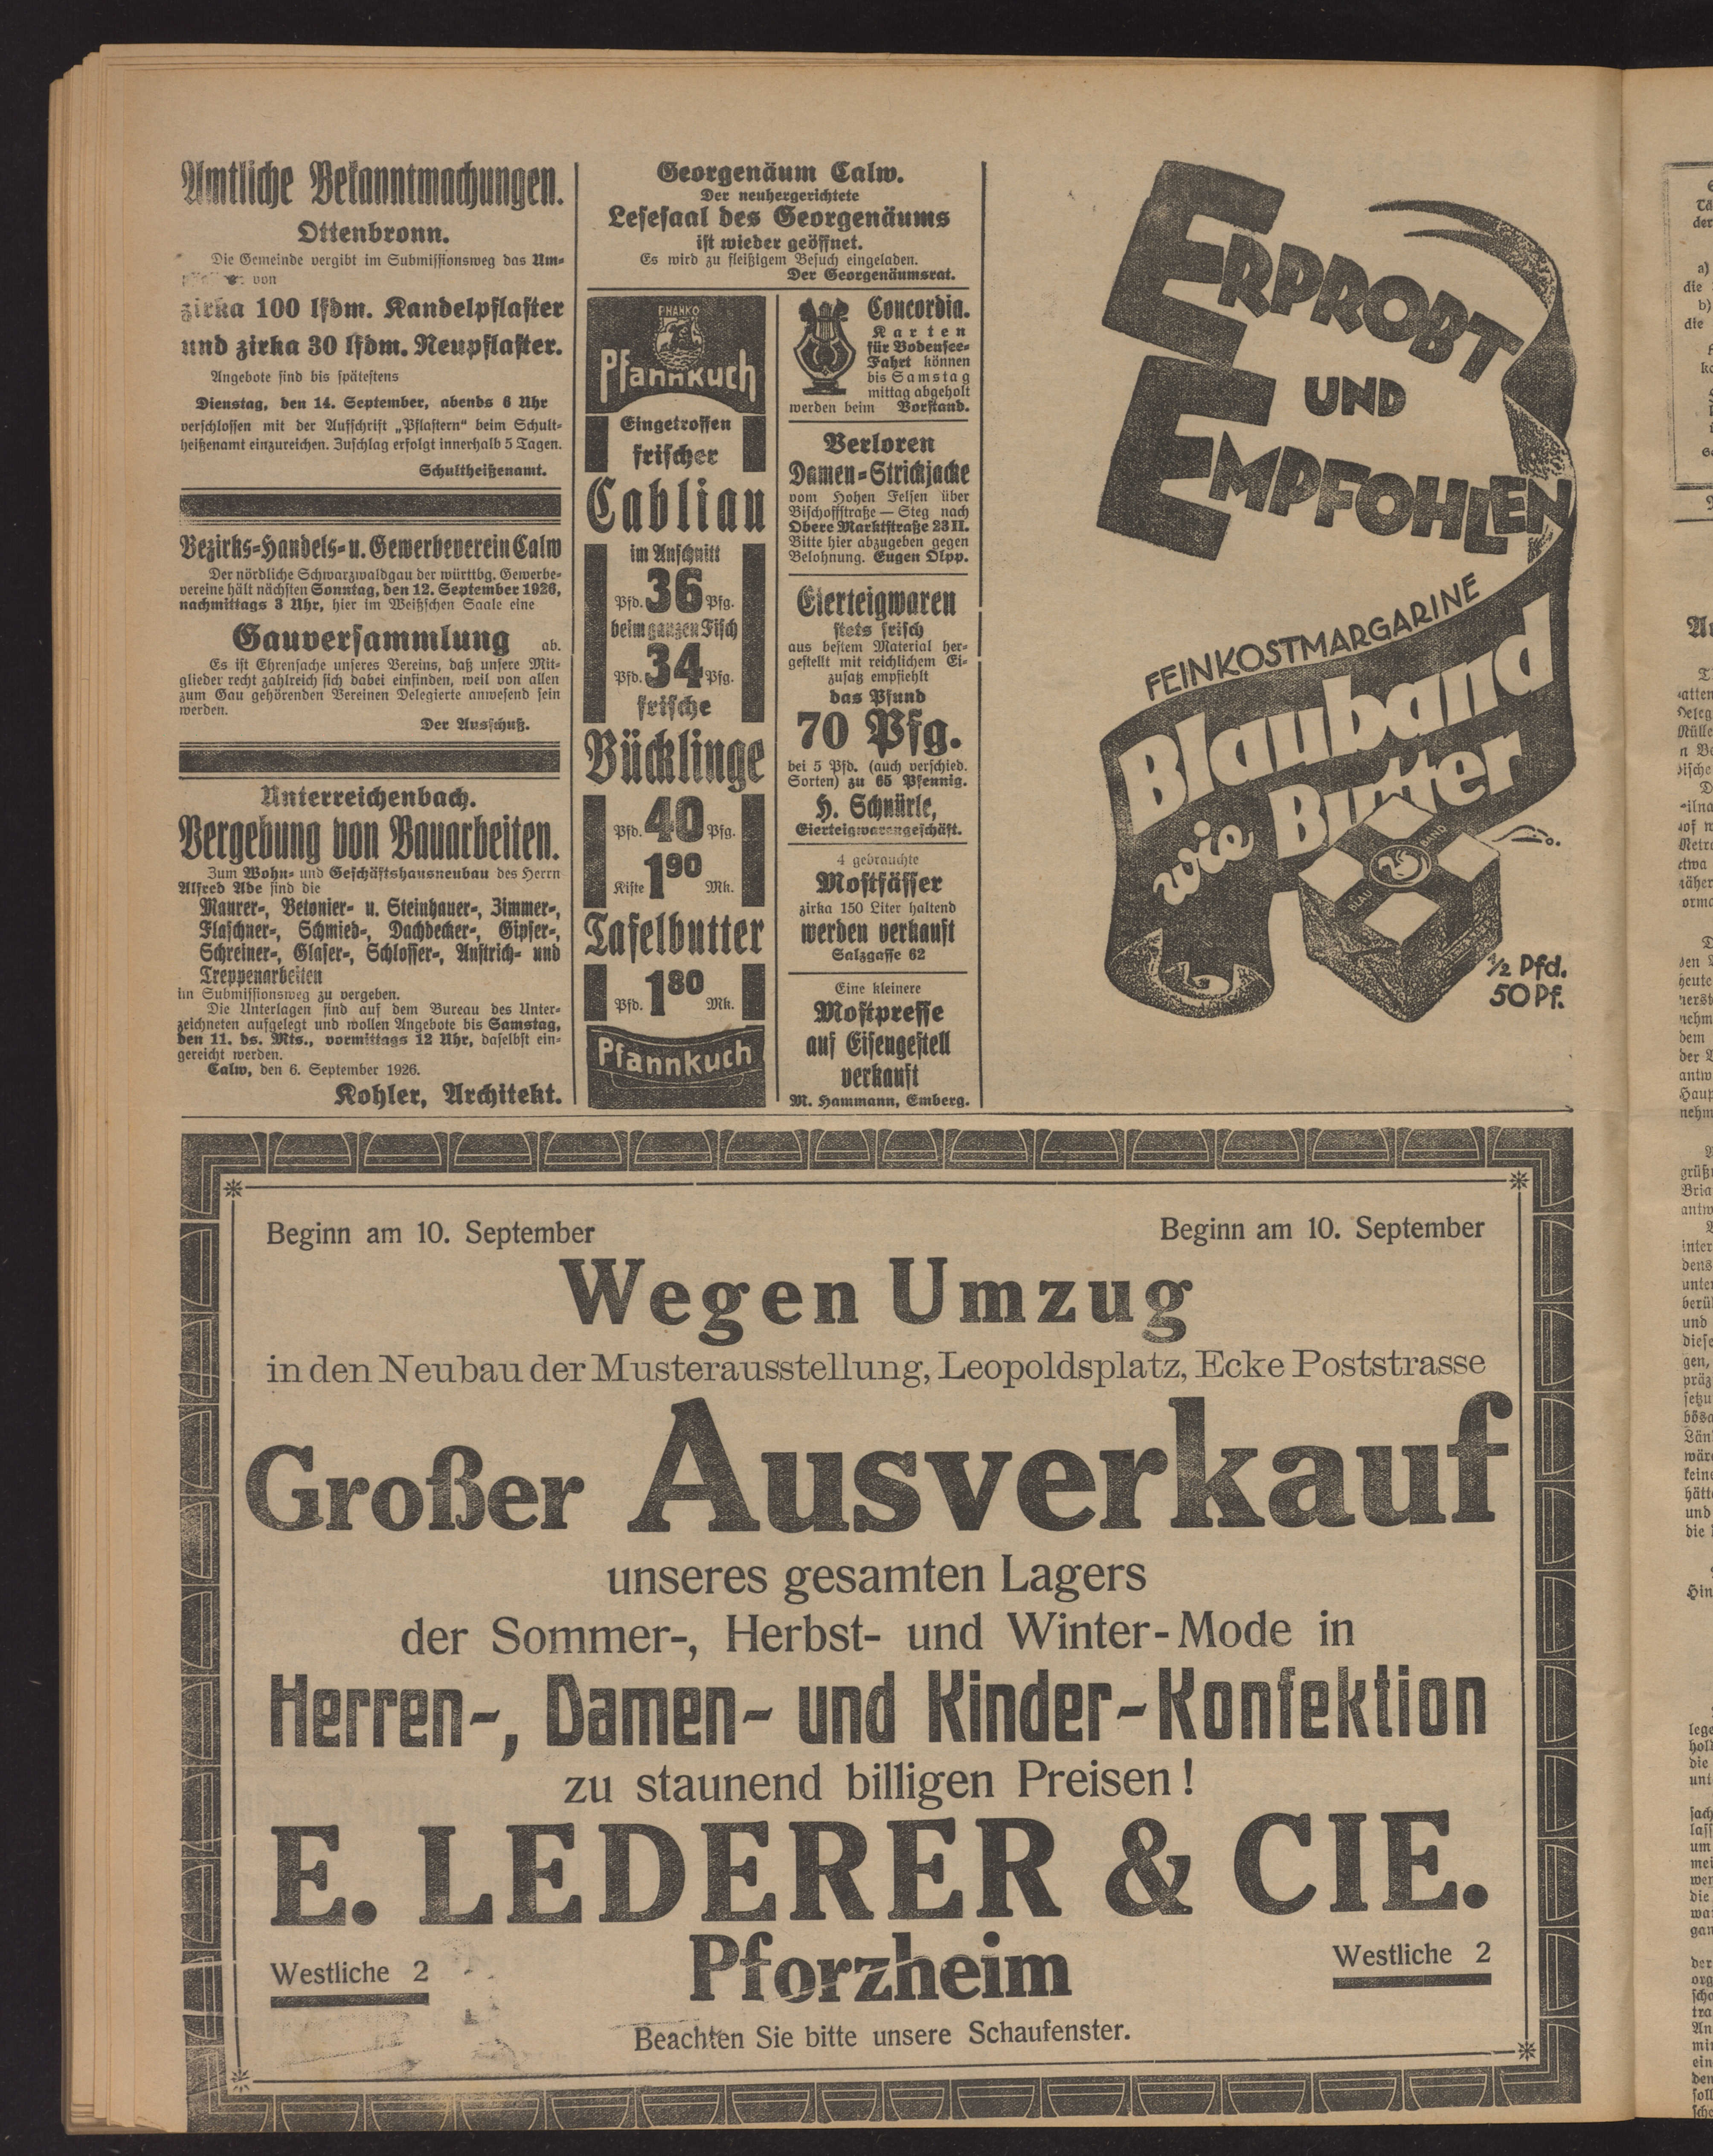 Amtliche Bekanntmachungen.
Ottenbronn.
Die Gemeinde vergibt im Submissionsweg das Um-
von
zirka 100 lfdm. Kandelpflaster
und zirka 30 lfdm. Neupflaster.
Angebote sind bis spätestens
Dienstag, den 14. September, abends 6 Uhr
verschlossen mit der Aufschrift „Pflastern“ beim Schult-
heißenamt einzureichen. Zuschlag erfolgt innerhalb 5 Tagen.
Schultheißenamt.
Bezirks-Handels- u. Gewerbeverein Calw
Der nördliche Schwarzwaldgau der württbg. Gewerbe-
vereine hält nächsten Sonntag, den 12. September 1926,
nachmittags 3 Uhr, hier im Weißschen Saale eine
Gauversammlung ab.
Es ist Ehrensache unseres Vereins, daß unsere Mit-
glieder recht zahlreich sich dabei einfinden, weil von allen
zum Gau gehörenden Vereinen Delegierte anwesend sein
werden.
Der Ausschuß.
Unterreichenbach.
Vergebung von Bauarbeiten.
Zum Wohn- und Geschäftshausneubau des Herrn
Alfred Ade sind die
Maurer-, Betonier- u. Steinhauer-, Zimmer-,
Flaschner-, Schmied-, Dachdecker-, Gipser-,
Schreiner-, Glaser-, Schlosser-, Anstrich- und
Treppenarbeiten
im Submissionsweg zu vergeben.
Die Unterlagen sind auf dem Bureau des Unter-
zeichneten aufgelegt und wollen Angebote bis Samstag,
den 11. ds. Mts., vormittags 12 Uhr, daselbst ein-
gereicht werden.
Calw, den 6. September 1926.
Kohler, Architekt.
Georgenäum Calw.
Der neuhergerichtete
Lesesaal des Georgenäums
ist wieder geöffnet.
Es wird zu fleißigem Besuch eingeladen.
Der Georgenäumsrat.
PHANKO
Pfannkuch
Eingetroffen
frischer
Cabliau
im Anschnitt
Pfd. 36 Pfg.
beim ganzen Fisch
Pfd. 34 Pfg.
frische
Bücklinge
Pfd. 40 Pfg.
Kiste 1⁹⁰ Mk.
Tafelbutter
Pfd. 1⁸⁰ Mk.
Pfannkuch
Concordia.
Karten
für Bodensee-
Fahrt können
bis Samstag
mittag abgeholt
werden beim Vorstand.
Verloren
Damen-Strickjacke
vom Hohen Felsen über
Bischoffstraße — Steg nach
Obere Marktstraße 23 II.
Bitte hier abzugeben gegen
Belohnung. Eugen Olpp.
Eierteigwaren
stets frisch
aus bestem Material her-
gestellt mit reichlichem Ei-
zusatz empfiehlt
das Pfund
70 Pfg.
bei 5 Pfd. (auch verschied.
Sorten) zu 65 Pfennig.
H. Schnürle,
Eierteigwarengeschäft.
4 gebrauchte
Mostfässer
zirka 150 Liter haltend
werden verkauft
Salzgasse 62
Eine kleinere
Mostpresse
auf Eisengestell
verkauft
M. Hammann, Emberg.
ERPROBT
UND
EMPFOHLEN
FEINKOSTMARGARINE
Blauband
wie Butter
BLAU BAND
½ Pfd.
50 Pf.
Beginn am 10. September
Beginn am 10. September
Wegen Umzug
in den Neubau der Musterausstellung, Leopoldsplatz, Ecke Poststrasse
Großer Ausverkauf
unseres gesamten Lagers
der Sommer-, Herbst- und Winter-Mode in
Herren-, Damen- und Kinder-Konfektion
zu staunend billigen Preisen!
E. LEDERER & CIE.
Westliche 2
Pforzheim
Westliche 2
Beachten Sie bitte unsere Schaufenster.